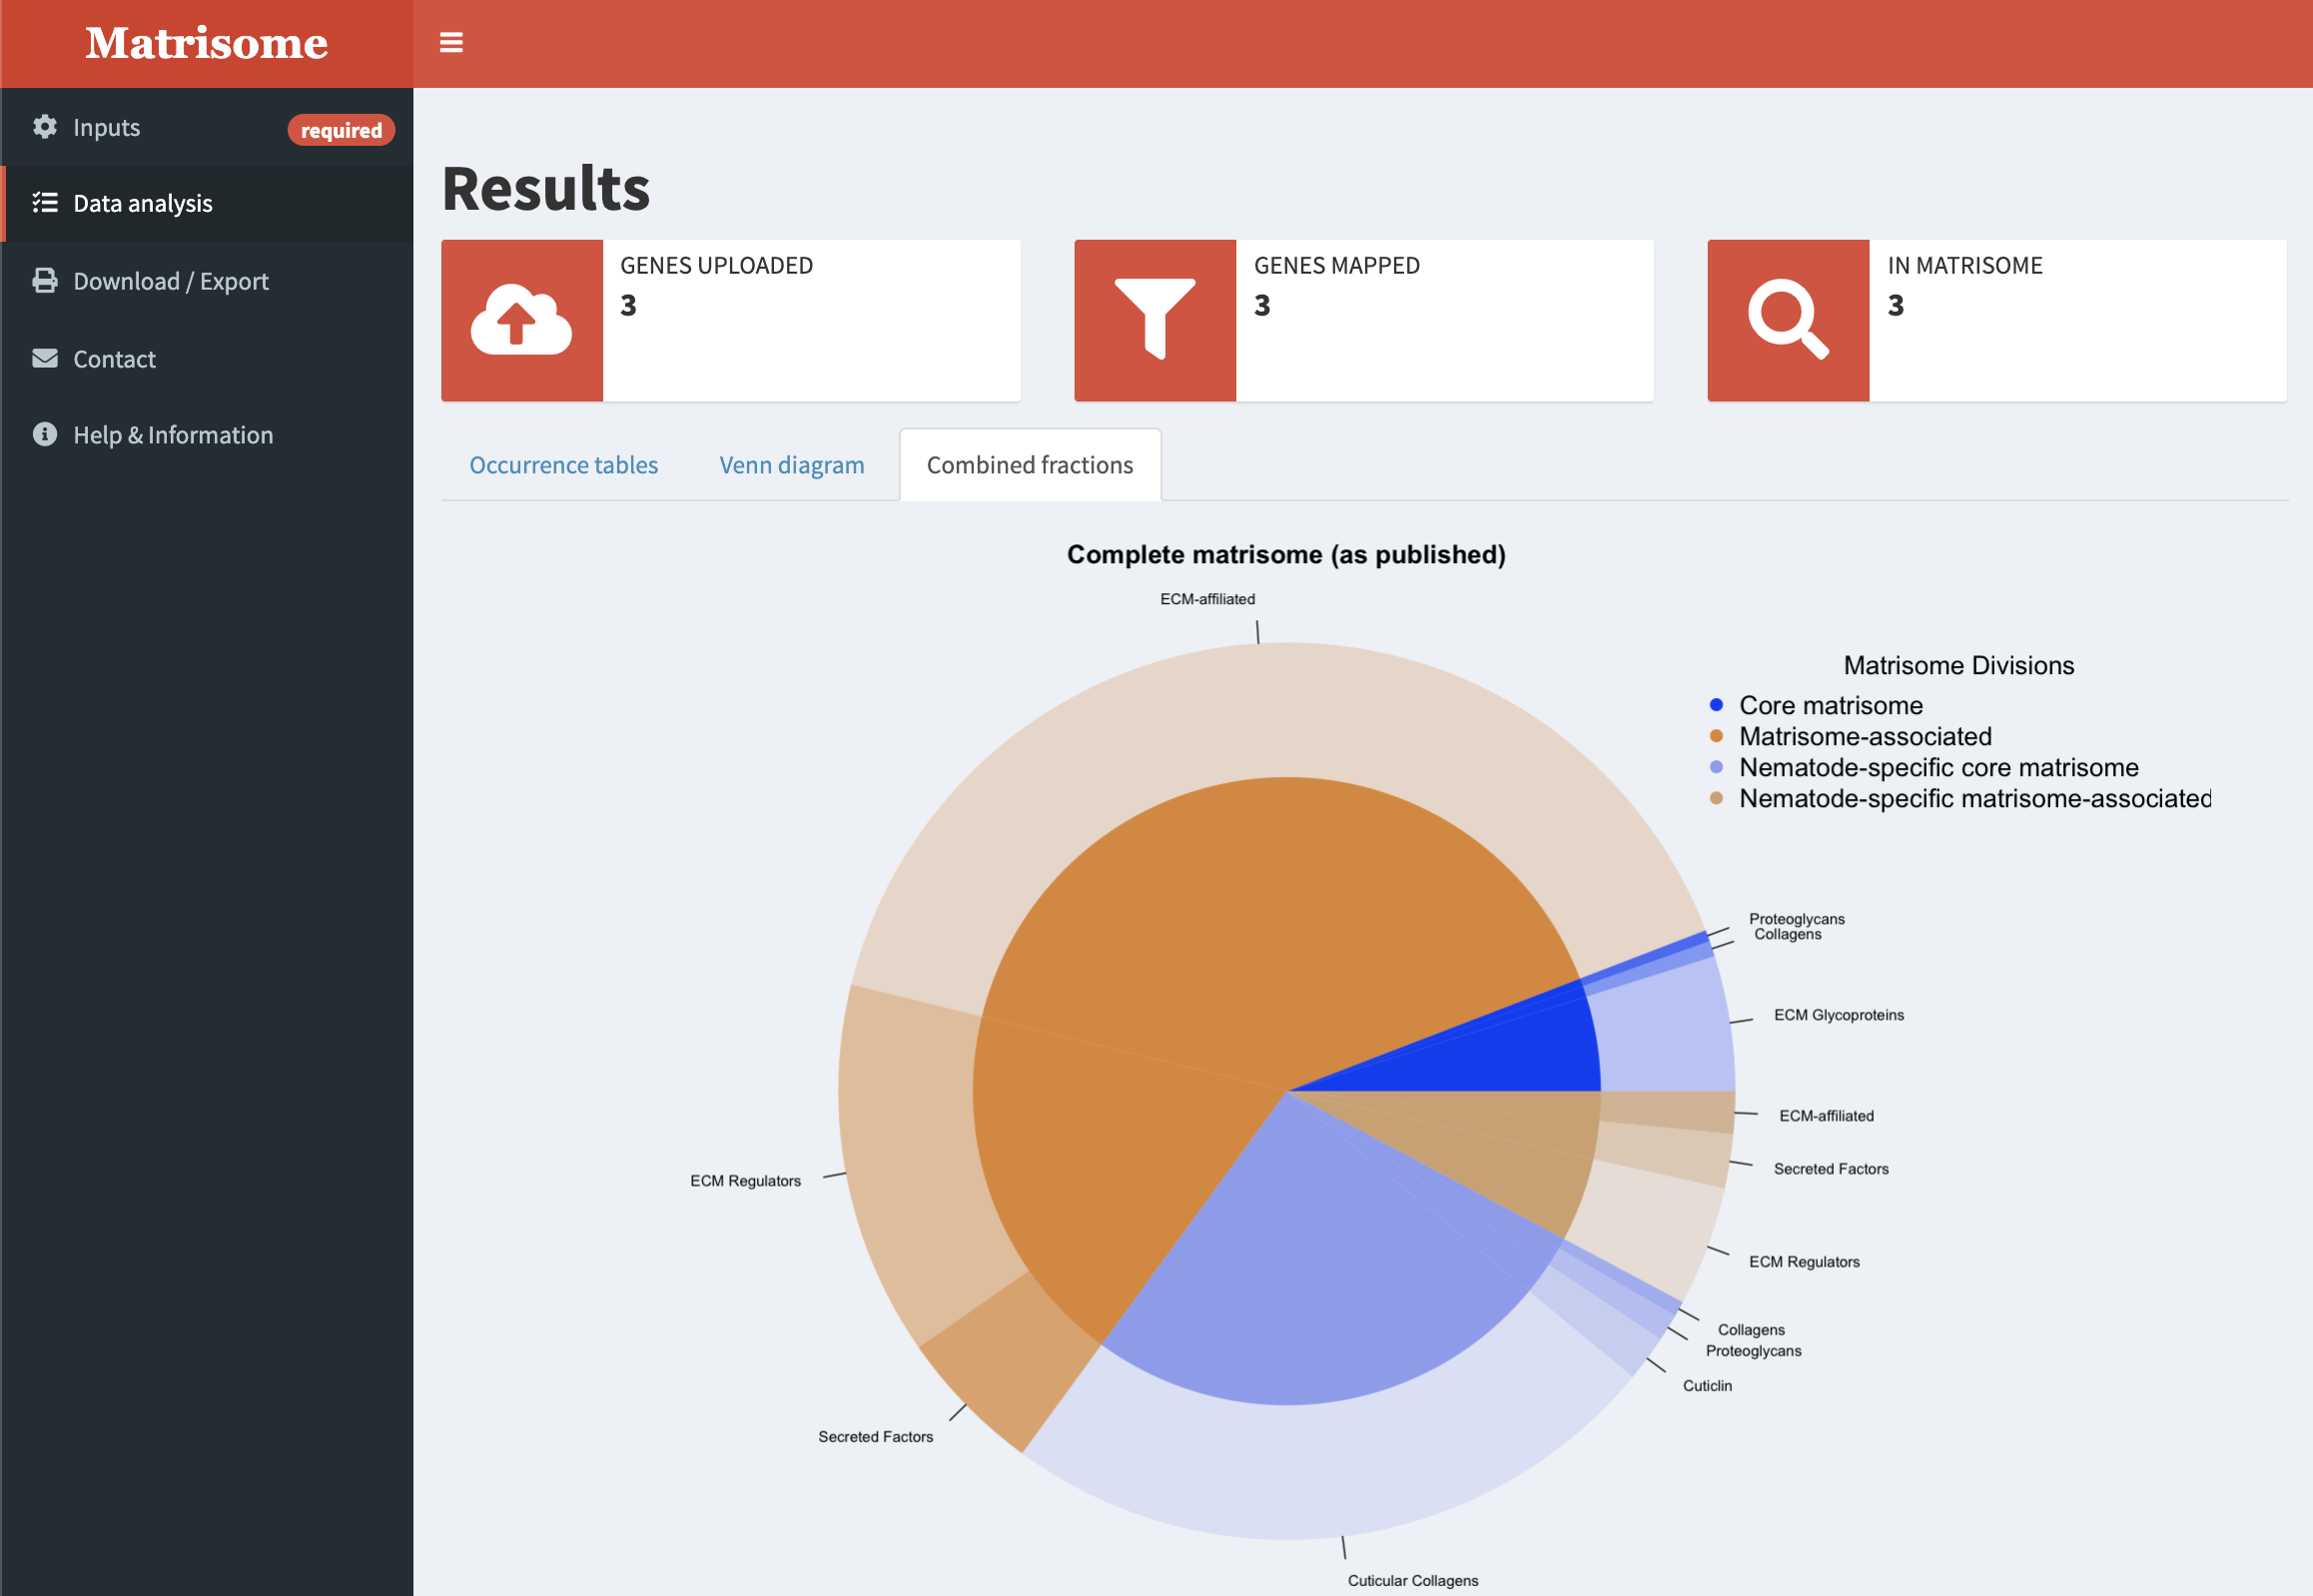 Matrisome
Inputs
required
Data analysis
Download / Export
Contact
Help & Information
Results
GENES UPLOADED
3
GENES MAPPED
3
IN MATRISOME
3
Occurrence tables
Venn diagram
Combined fractions
Complete matrisome (as published)
ECM-affiliated
Matrisome Divisions
Core matrisome
Matrisome-associated
Nematode-specific core matrisome
Nematode-specific matrisome-associated
Proteoglycans
Collagens
ECM Glycoproteins
ECM-affiliated
Secreted Factors
ECM Regulators
ECM Regulators
Collagens
Proteoglycans
Cuticlin
Secreted Factors
Cuticular Collagens